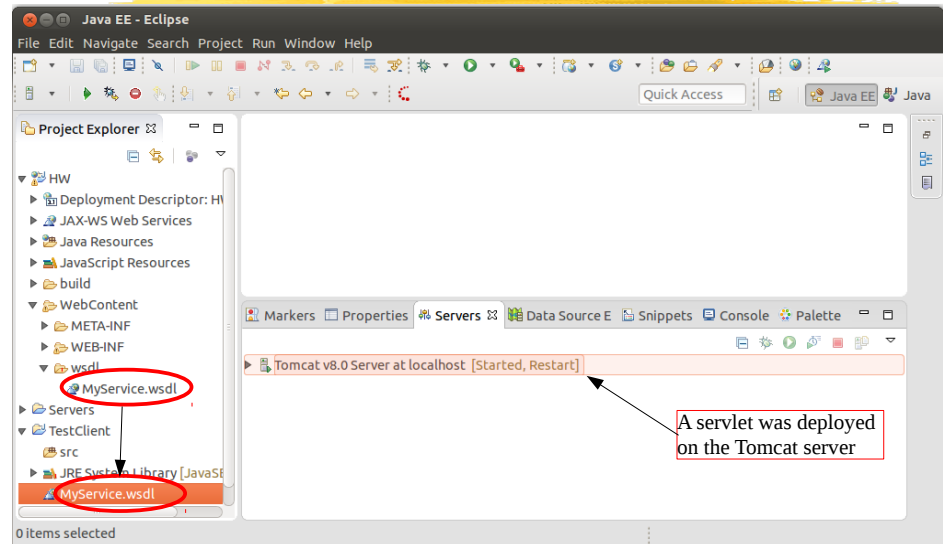 Java EE - Eclipse
File Edit Navigate Search Project Run Window Help
Quick Access
Java EE
Java
Project Explorer
HW
Deployment Descriptor: HW
JAX-WS Web Services
Java Resources
JavaScript Resources
build
WebContent
META-INF
WEB-INF
wsdl
MyService.wsdl
Servers
TestClient
src
JRE System Library [JavaSE
MyService.wsdl
Markers Properties Servers Data Source E Snippets Console Palette
Tomcat v8.0 Server at localhost [Started, Restart]
A servlet was deployed
on the Tomcat server
0 items selected